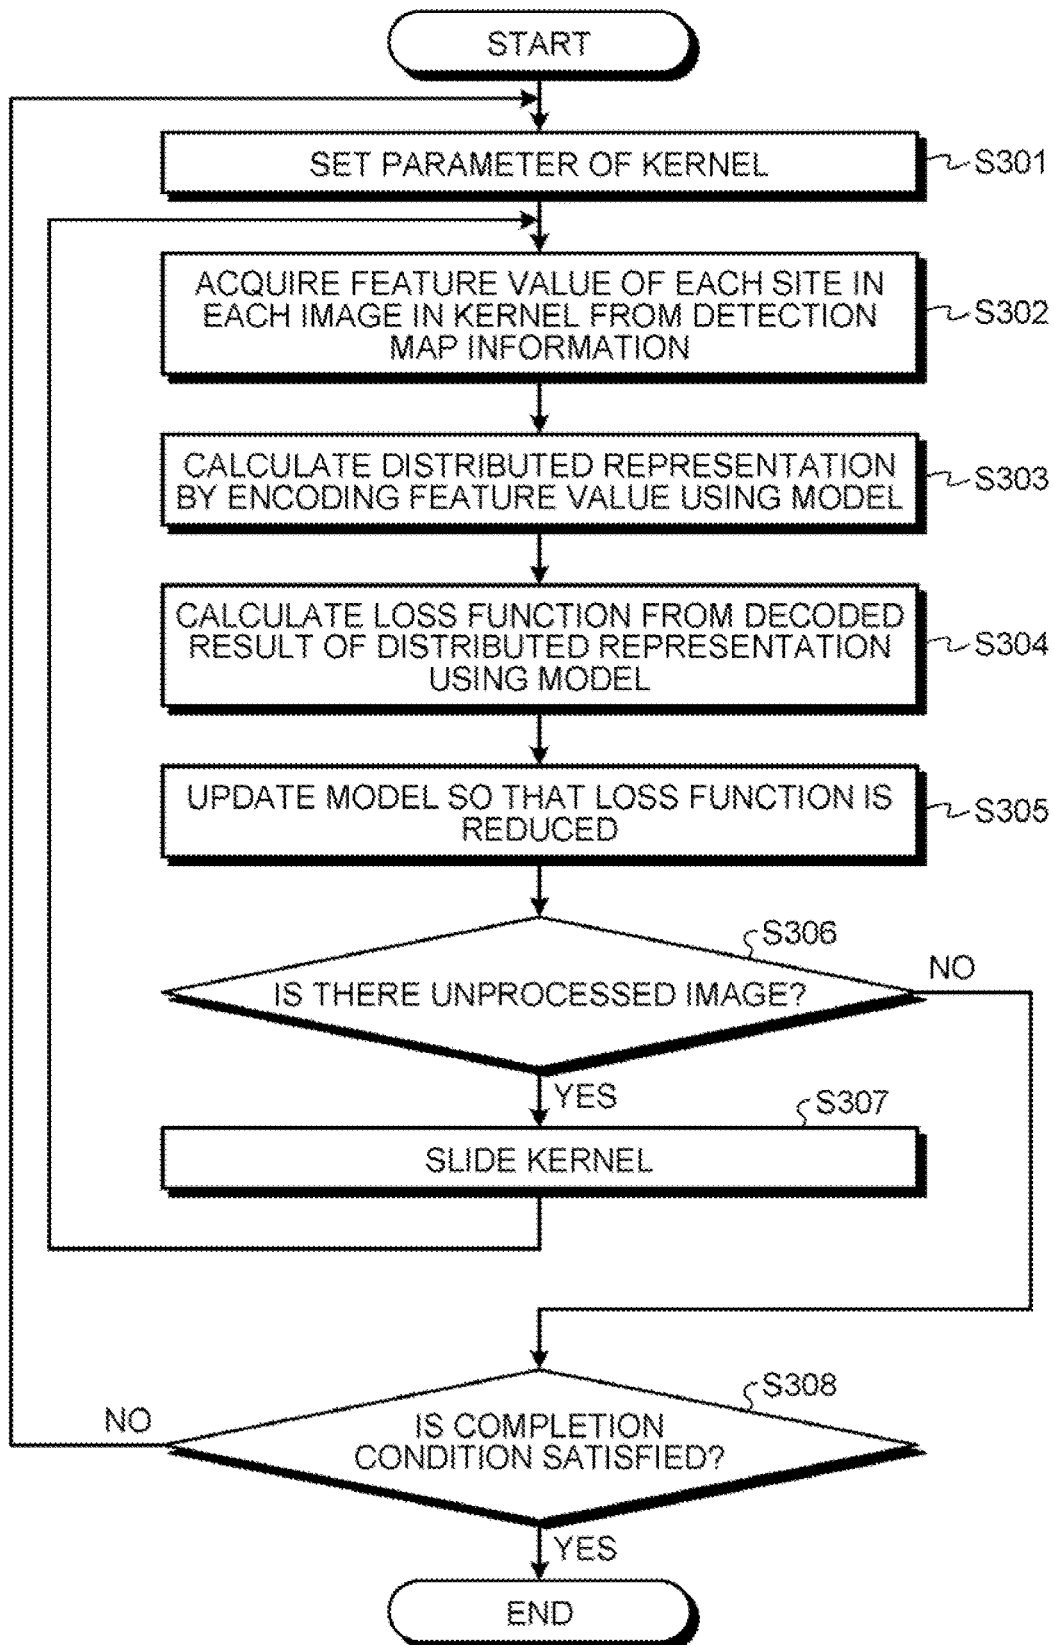 START
SET PARAMETER OF KERNEL
S301
ACQUIRE FEATURE VALUE OF EACH SITE IN
EACH IMAGE IN KERNEL FROM DETECTION
MAP INFORMATION
S302
CALCULATE DISTRIBUTED REPRESENTATION
BY ENCODING FEATURE VALUE USING MODEL
S303
CALCULATE LOSS FUNCTION FROM DECODED
RESULT OF DISTRIBUTED REPRESENTATION
USING MODEL
S304
UPDATE MODEL SO THAT LOSS FUNCTION IS
REDUCED
S305
S306
IS THERE UNPROCESSED IMAGE?
NO
YES
S307
SLIDE KERNEL
S308
NO
IS COMPLETION
CONDITION SATISFIED?
YES
END